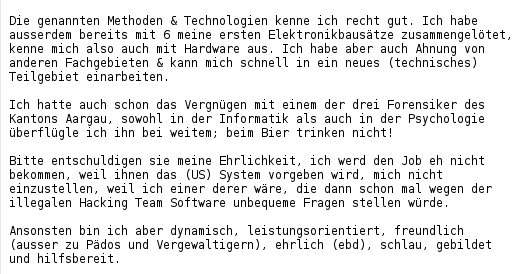 Die genannten Methoden & Technologien kenne ich recht gut. Ich habe
ausserdem bereits mit 6 meine ersten Elektronikbausätze zusammengelötet,
kenne mich also auch mit Hardware aus. Ich habe aber auch Ahnung von
anderen Fachgebieten & kann mich schnell in ein neues (technisches)
Teilgebiet einarbeiten.
Ich hatte auch schon das Vergnügen mit einem der drei Forensiker des
Kantons Aargau, sowohl in der Informatik als auch in der Psychologie
überflügle ich ihn bei weitem; beim Bier trinken nicht!
Bitte entschuldigen sie meine Ehrlichkeit, ich werd den Job eh nicht
bekommen, weil ihnen das (US) System vorgeben wird, mich nicht
einzustellen, weil ich einer derer wäre, die dann schon mal wegen der
illegalen Hacking Team Software unbequeme Fragen stellen würde.
Ansonsten bin ich aber dynamisch, leistungsorientiert, freundlich
(ausser zu Pädos und Vergewaltigern), ehrlich (ebd), schlau, gebildet
und hilfsbereit.